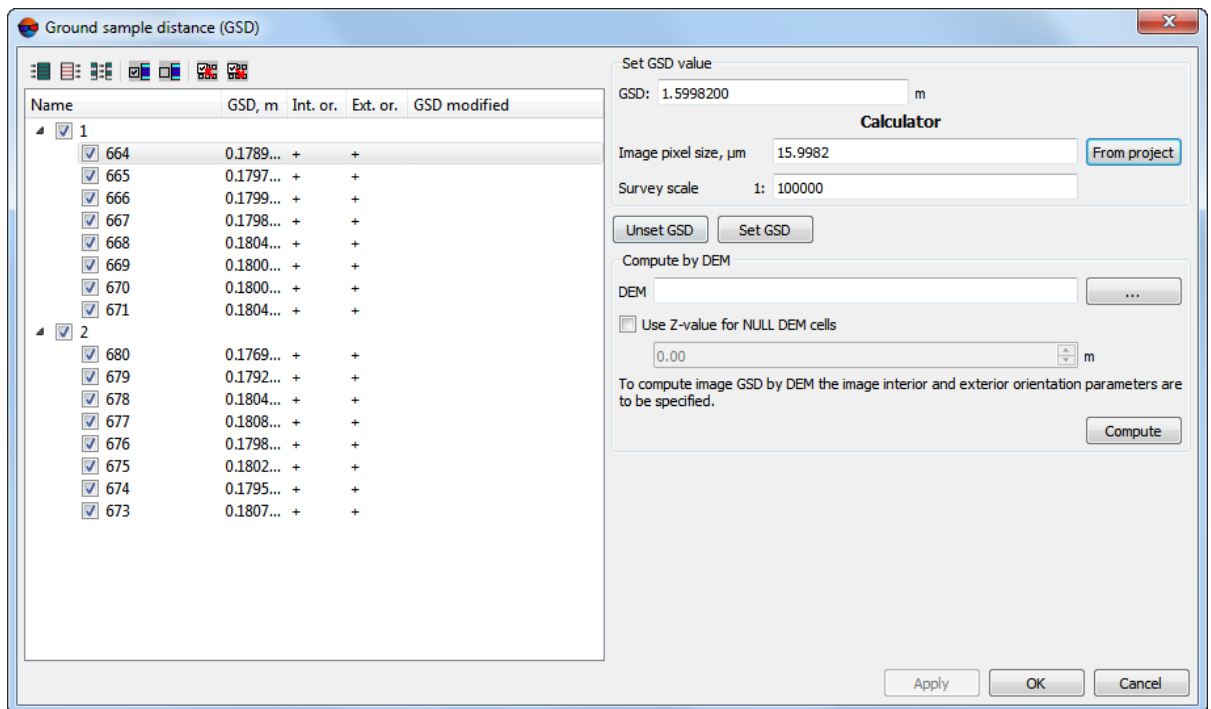 Ground sample distance (GSD)
Name GSD, m Int. or. Ext. or. GSD modified
1
664 0.1789... + +
665 0.1797... + +
666 0.1799... + +
667 0.1798... + +
668 0.1804... + +
669 0.1800... + +
670 0.1800... + +
671 0.1804... + +
2
680 0.1769... + +
679 0.1792... + +
678 0.1804... + +
677 0.1808... + +
676 0.1798... + +
675 0.1802... + +
674 0.1795... + +
673 0.1807... + +
Set GSD value
GSD: 1.5998200 m
Calculator
Image pixel size, µm 15.9982 From project
Survey scale 1: 100000
Unset GSD Set GSD
Compute by DEM
DEM ...
Use Z-value for NULL DEM cells
0.00 m
To compute image GSD by DEM the image interior and exterior orientation parameters are
to be specified.
Compute
Apply OK Cancel